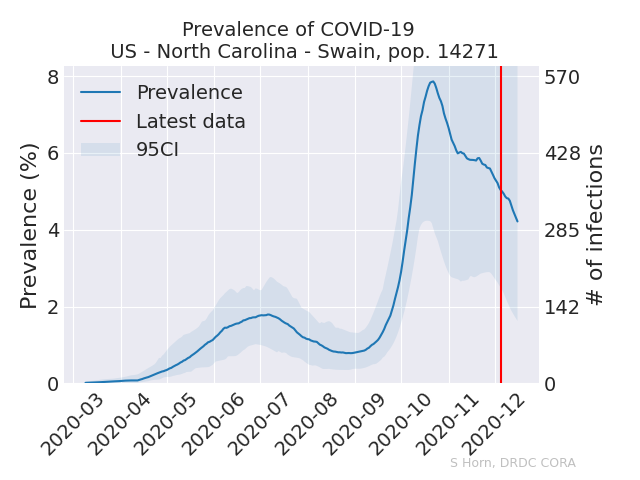 Prevalence of COVID-19
US - North Carolina - Swain, pop. 14271
Prevalence
Latest data
95CI
Prevalence (%)
8
6
4
2
0
570
428
285
142
0
# of infections
2020-03
2020-04
2020-05
2020-06
2020-07
2020-08
2020-09
2020-10
2020-11
2020-12
S Horn, DRDC CORA